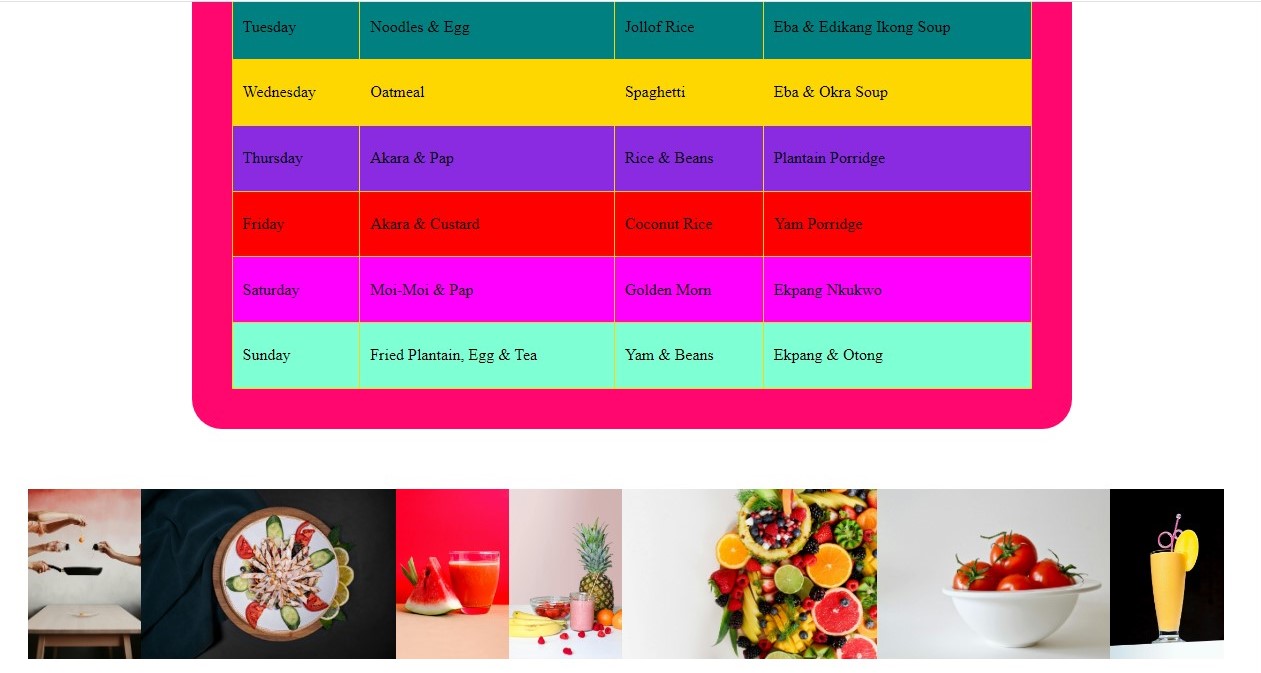 Tuesday Noodles & Egg Jollof Rice Eba & Edikang Ikong Soup
Wednesday Oatmeal Spaghetti Eba & Okra Soup
Thursday Akara & Pap Rice & Beans Plantain Porridge
Friday Akara & Custard Coconut Rice Yam Porridge
Saturday Moi-Moi & Pap Golden Morn Ekpang Nkukwo
Sunday Fried Plantain, Egg & Tea Yam & Beans Ekpang & Otong